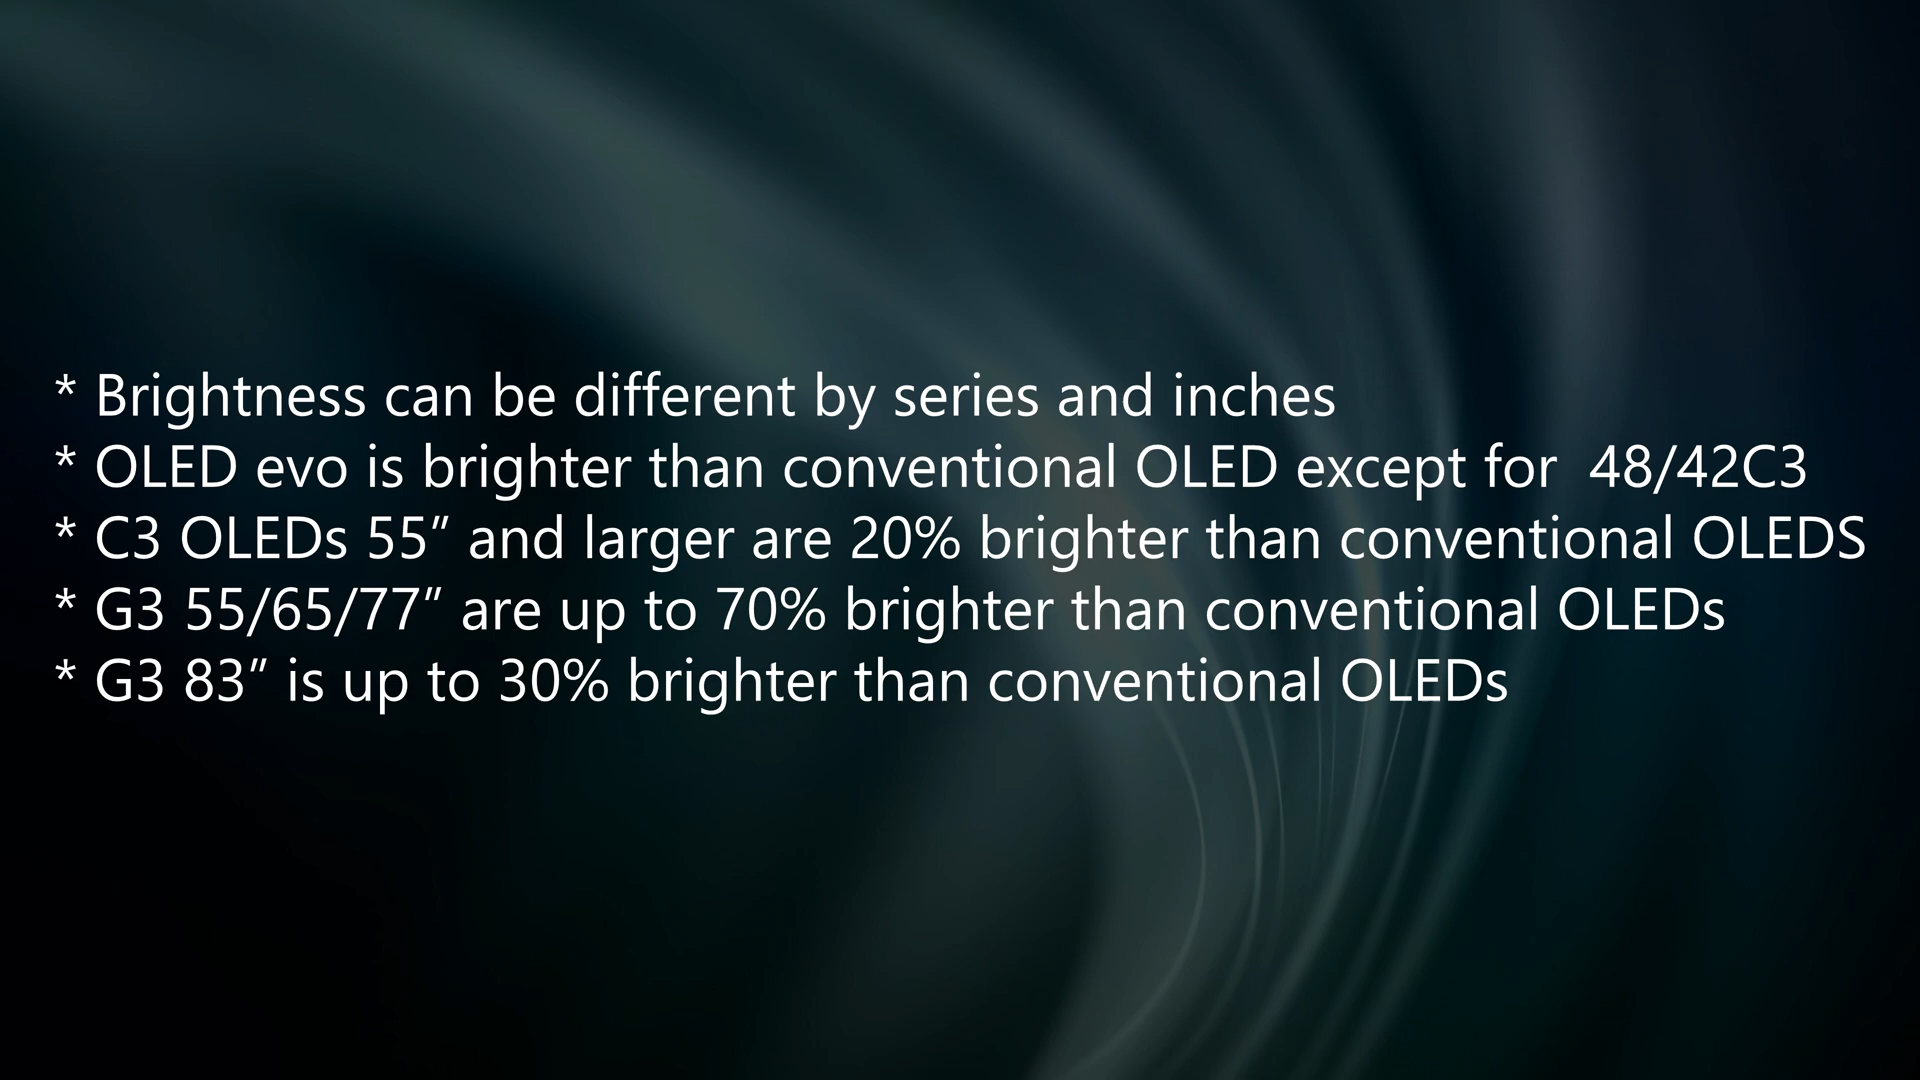 * Brightness can be different by series and inches
* OLED evo is brighter than conventional OLED except for  48/42C3
* C3 OLEDs 55” and larger are 20% brighter than conventional OLEDS
* G3 55/65/77” are up to 70% brighter than conventional OLEDs
* G3 83” is up to 30% brighter than conventional OLEDs